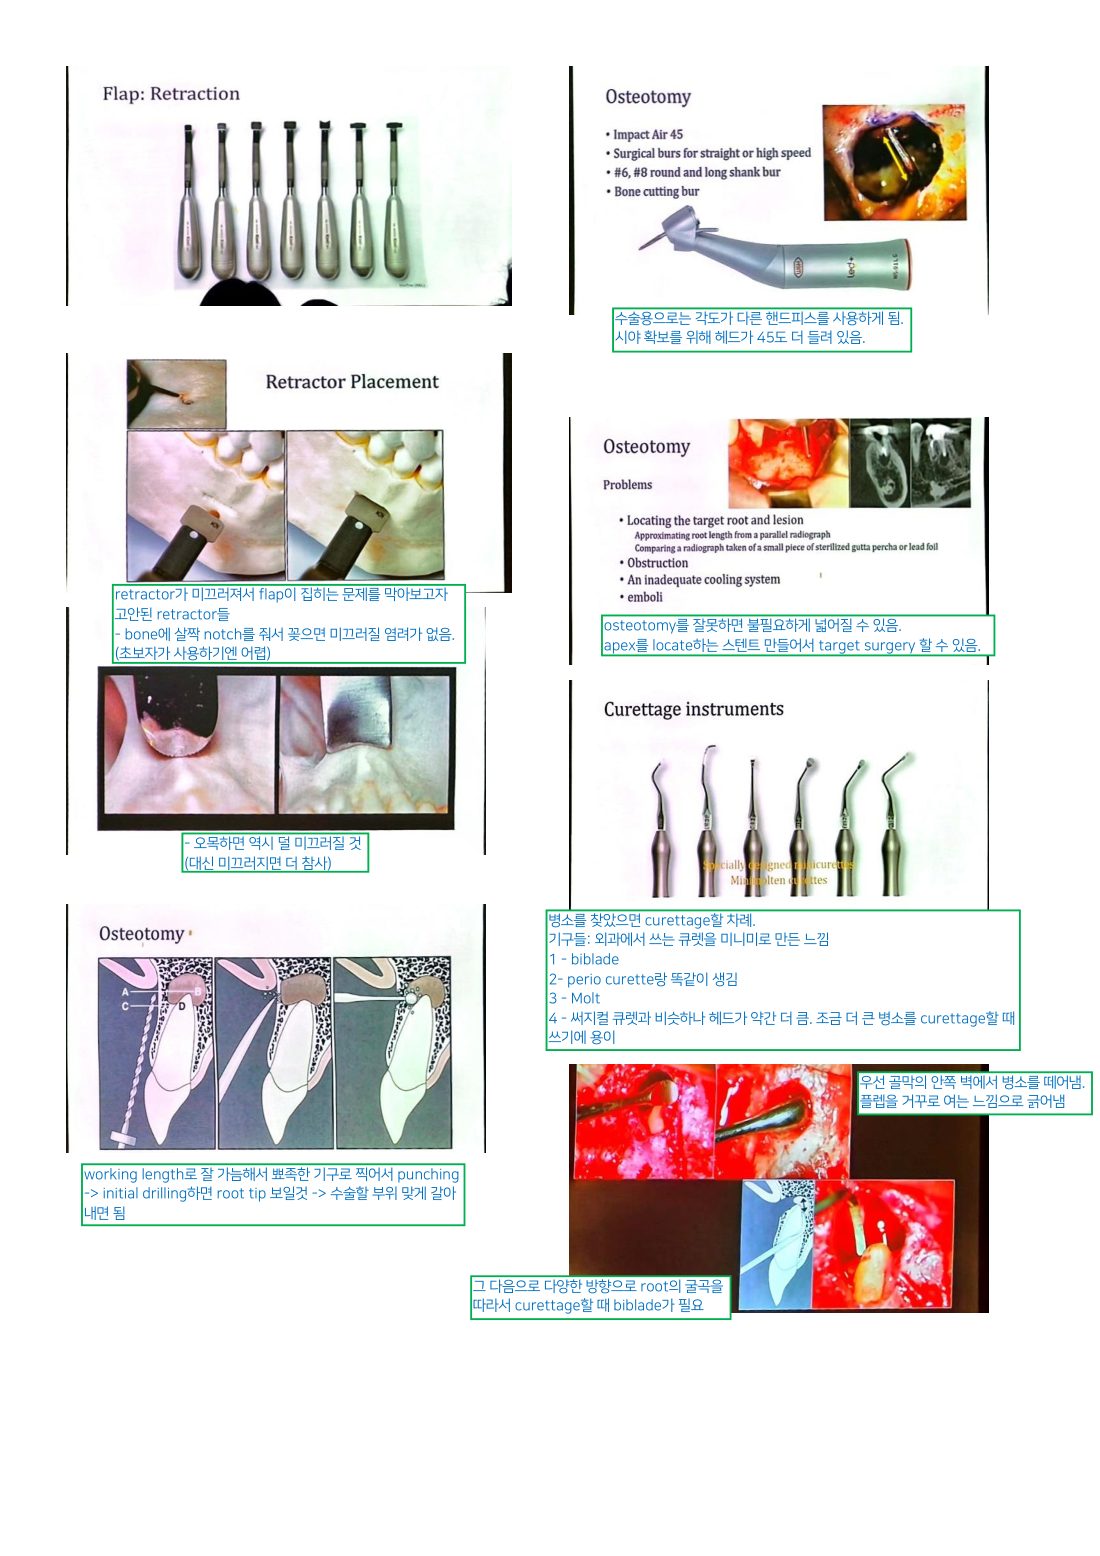 Flap: Retraction
Retractor Placement
retractor가 미끄러져서 flap이 집히는 문제를 막아보고자
고안된 retractor들
- bone에 살짝 notch를 줘서 꽂으면 미끄러질 염려가 없음.
(초보자가 사용하기엔 어렵)
- 오목하면 역시 덜 미끄러질 것
(대신 미끄러지면 더 참사)
Osteotomy
A
B
C
D
working length로 잘 가늠해서 뾰족한 기구로 찍어서 punching
-> initial drilling하면 root tip 보일것 -> 수술할 부위 맞게 갈아
내면 됨
Osteotomy
• Impact Air 45
• Surgical burs for straight or high speed
• #6, #8 round and long shank bur
• Bone cutting bur
led+
수술용으로는 각도가 다른 핸드피스를 사용하게 됨.
시야 확보를 위해 헤드가 45도 더 들려 있음.
Osteotomy
Problems
• Locating the target root and lesion
Approximating root length from a parallel radiograph
Comparing a radiograph taken of a small piece of sterilized gutta percha or lead foil
• Obstruction
• An inadequate cooling system
• emboli
osteotomy를 잘못하면 불필요하게 넓어질 수 있음.
apex를 locate하는 스텐트 만들어서 target surgery 할 수 있음.
Curettage instruments
Specially designed minicurettes
Minimolten curettes
병소를 찾았으면 curettage할 차례.
기구들: 외과에서 쓰는 큐렛을 미니미로 만든 느낌
1 - biblade
2- perio curette랑 똑같이 생김
3 - Molt
4 - 써지컬 큐렛과 비슷하나 헤드가 약간 더 큼. 조금 더 큰 병소를 curettage할 때
쓰기에 용이
우선 골막의 안쪽 벽에서 병소를 떼어냄.
플렙을 거꾸로 여는 느낌으로 긁어냄
그 다음으로 다양한 방향으로 root의 굴곡을
따라서 curettage할 때 biblade가 필요